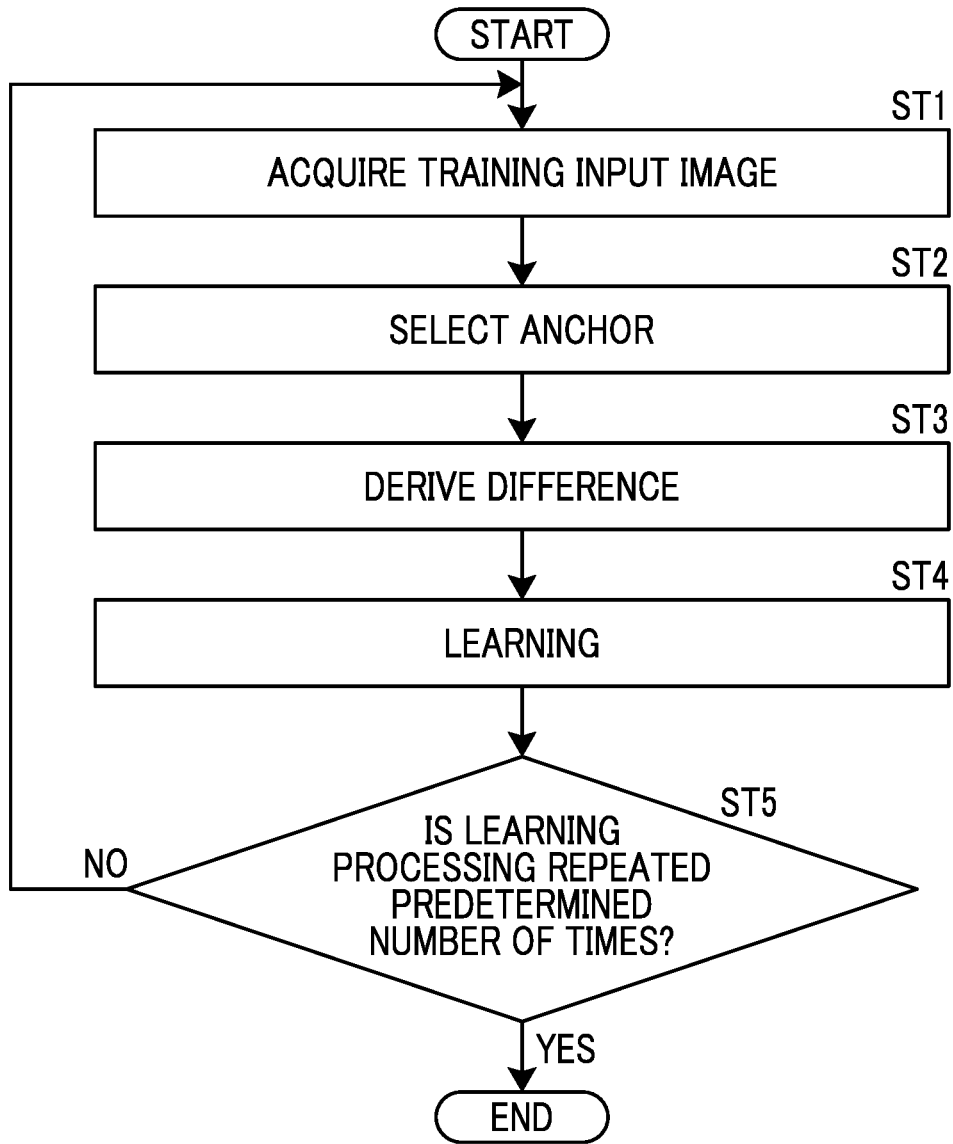 START
ST1
ACQUIRE TRAINING INPUT IMAGE
ST2
SELECT ANCHOR
ST3
DERIVE DIFFERENCE
ST4
LEARNING
ST5
IS LEARNING
PROCESSING REPEATED
PREDETERMINED
NUMBER OF TIMES?
NO
YES
END